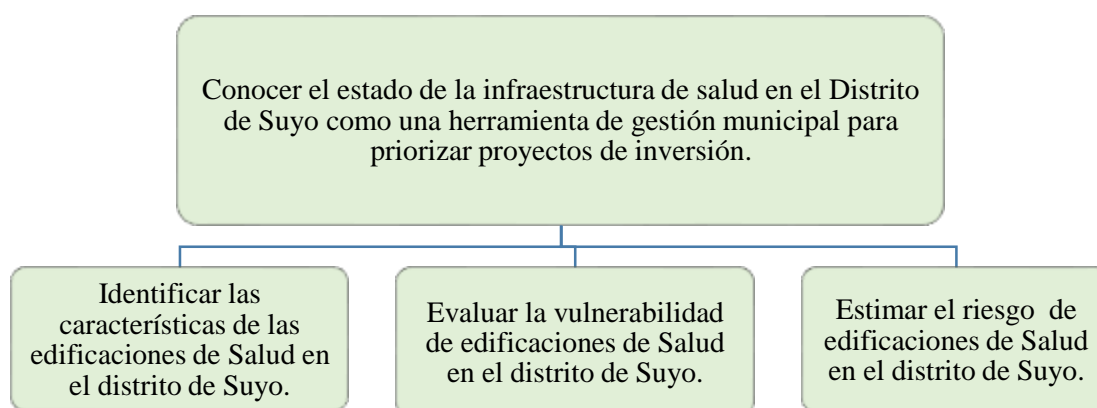 Conocer el estado de la infraestructura de salud en el Distrito
de Suyo como una herramienta de gestión municipal para
priorizar proyectos de inversión.
Identificar las
características de las
edificaciones de Salud en
el distrito de Suyo.
Evaluar la vulnerabilidad
de edificaciones de Salud
en el distrito de Suyo.
Estimar el riesgo de
edificaciones de Salud
en el distrito de Suyo.